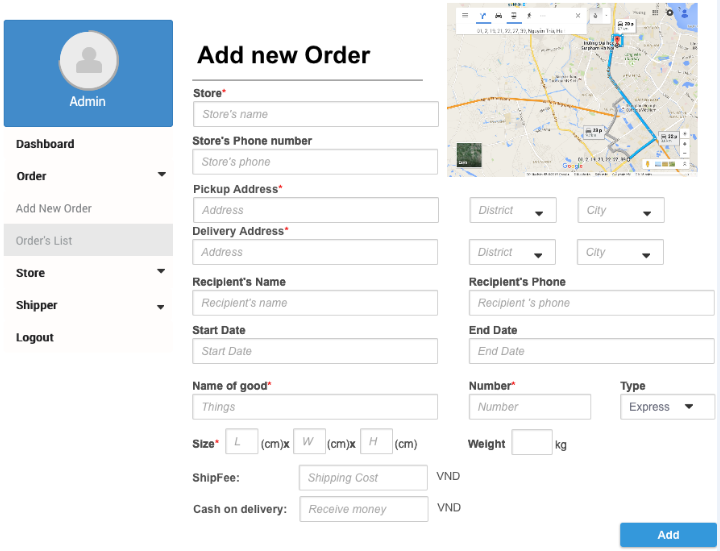 Admin
Dashboard
Order
Add New Order
Order's List
Store
Shipper
Logout
Add new Order
Store*
Store's name
Store's Phone number
Store's phone
Pickup Address*
Address
District
City
Delivery Address*
Address
District
City
Recipient's Name
Recipient's name
Recipient's Phone
Recipient 's phone
Start Date
Start Date
End Date
End Date
Name of good*
Things
Number*
Number
Type
Express
Size*
L
(cm)x
W
(cm)x
H
(cm)
Weight
kg
ShipFee:
Shipping Cost
VND
Cash on delivery:
Receive money
VND
Add
Google